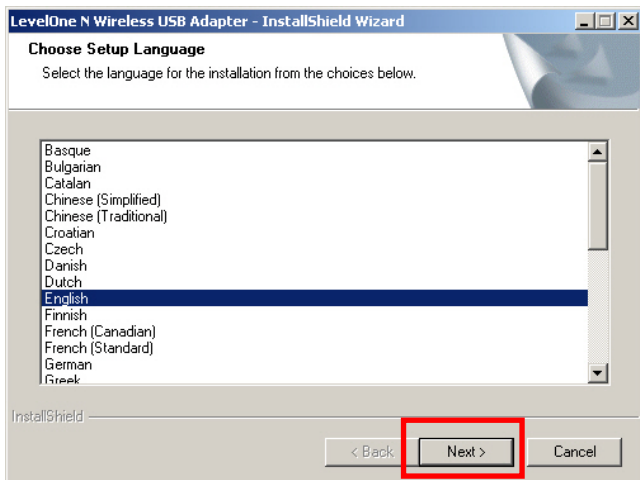 LevelOne N Wireless USB Adapter - InstallShield Wizard
Choose Setup Language
Select the language for the installation from the choices below.
Basque
Bulgarian
Catalan
Chinese (Simplified)
Chinese (Traditional)
Croatian
Czech
Danish
Dutch
English
Finnish
French (Canadian)
French (Standard)
German
Greek
InstallShield
< Back
Next >
Cancel